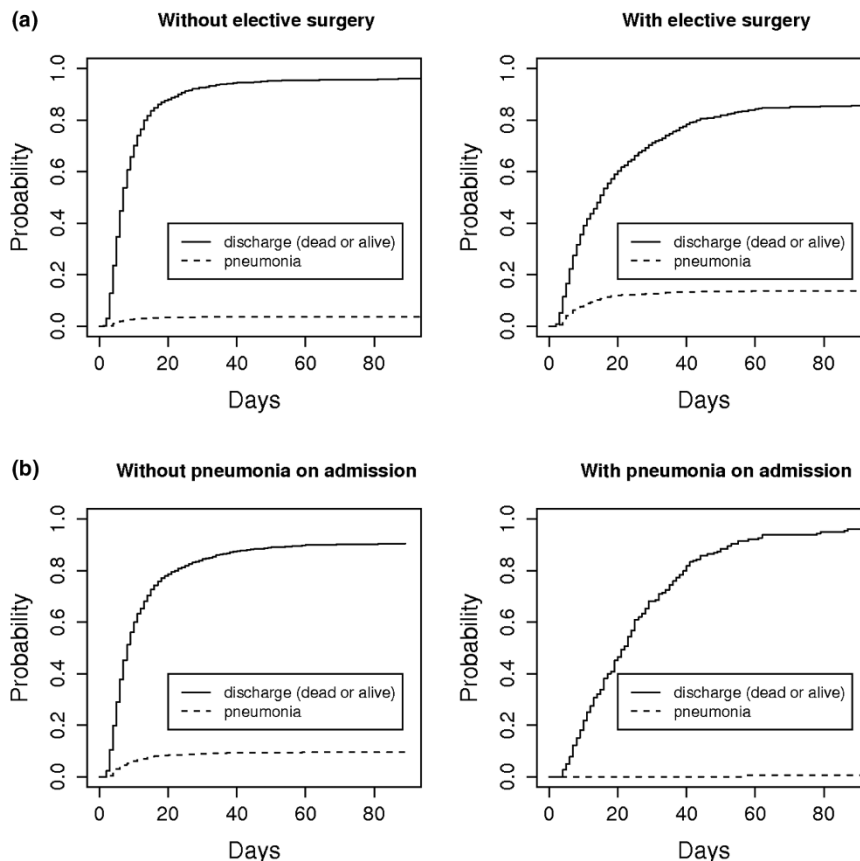 (a)
Without elective surgery
With elective surgery
Probability
0.0 0.2 0.4 0.6 0.8 1.0
discharge (dead or alive)
pneumonia
0 20 40 60 80
Days
Probability
0.0 0.2 0.4 0.6 0.8 1.0
discharge (dead or alive)
pneumonia
0 20 40 60 80
Days
(b)
Without pneumonia on admission
With pneumonia on admission
Probability
0.0 0.2 0.4 0.6 0.8 1.0
discharge (dead or alive)
pneumonia
0 20 40 60 80
Days
Probability
0.0 0.2 0.4 0.6 0.8 1.0
discharge (dead or alive)
pneumonia
0 20 40 60 80
Days